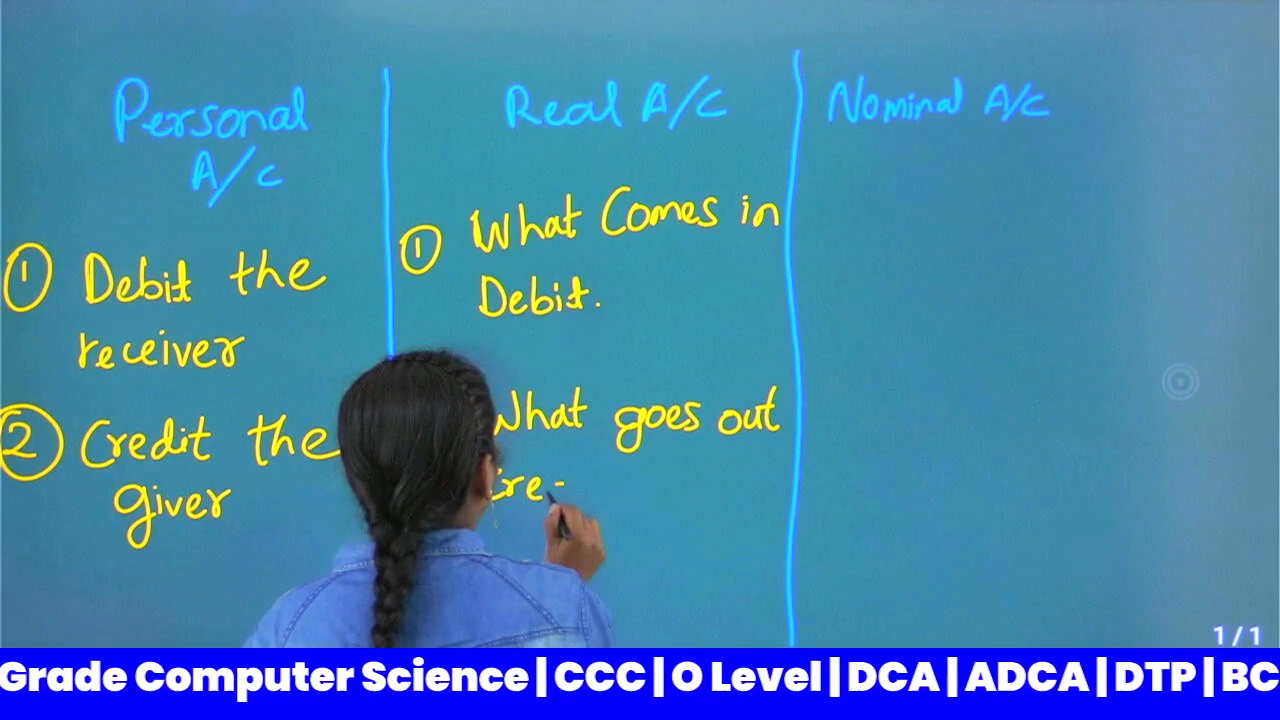 Personal
A/c
① Debit the
receiver
② Credit the
giver
Real A/C
① What Comes in
Debit.
What goes out
Cre-
Nominal A/C
1/1
Grade Computer Science | CCC | O Level | DCA | ADCA | DTP | BC